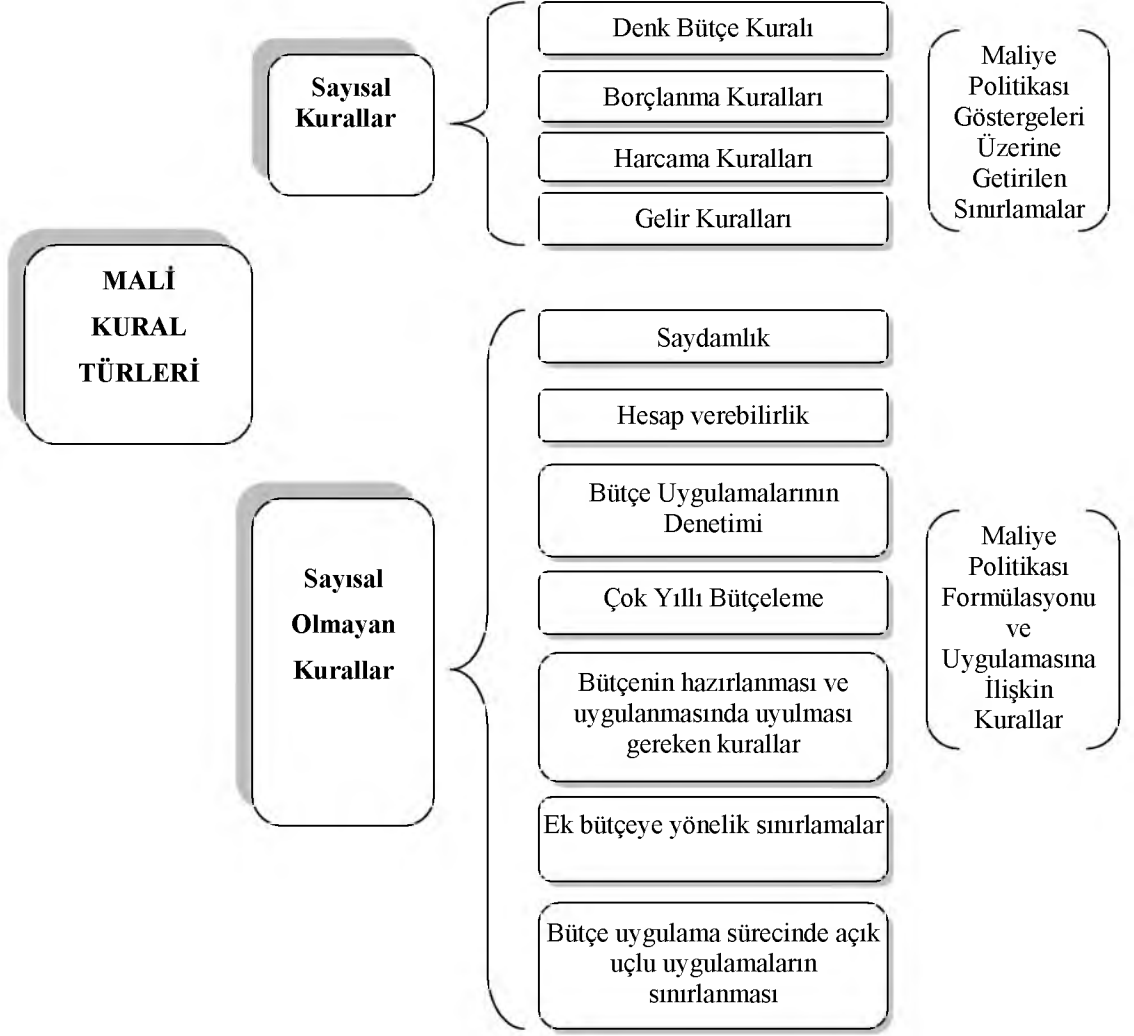 MALİ
KURAL
TÜRLERİ
Sayısal
Kurallar
Denk Bütçe Kuralı
Borçlanma Kuralları
Harcama Kuralları
Gelir Kuralları
Maliye
Politikası
Göstergeleri
Üzerine
Getirilen
Sınırlamalar
Sayısal
Olmayan
Kurallar
Saydamlık
Hesap verebilirlik
Bütçe Uygulamalarının
Denetimi
Çok Yıllı Bütçeleme
Bütçenin hazırlanması ve
uygulanmasında uyulması
gereken kurallar
Ek bütçeye yönelik sınırlamalar
Bütçe uygulama sürecinde açık
uçlu uygulamaların
sınırlanması
Maliye
Politikası
Formülasyonu
ve
Uygulamasına
İlişkin
Kurallar